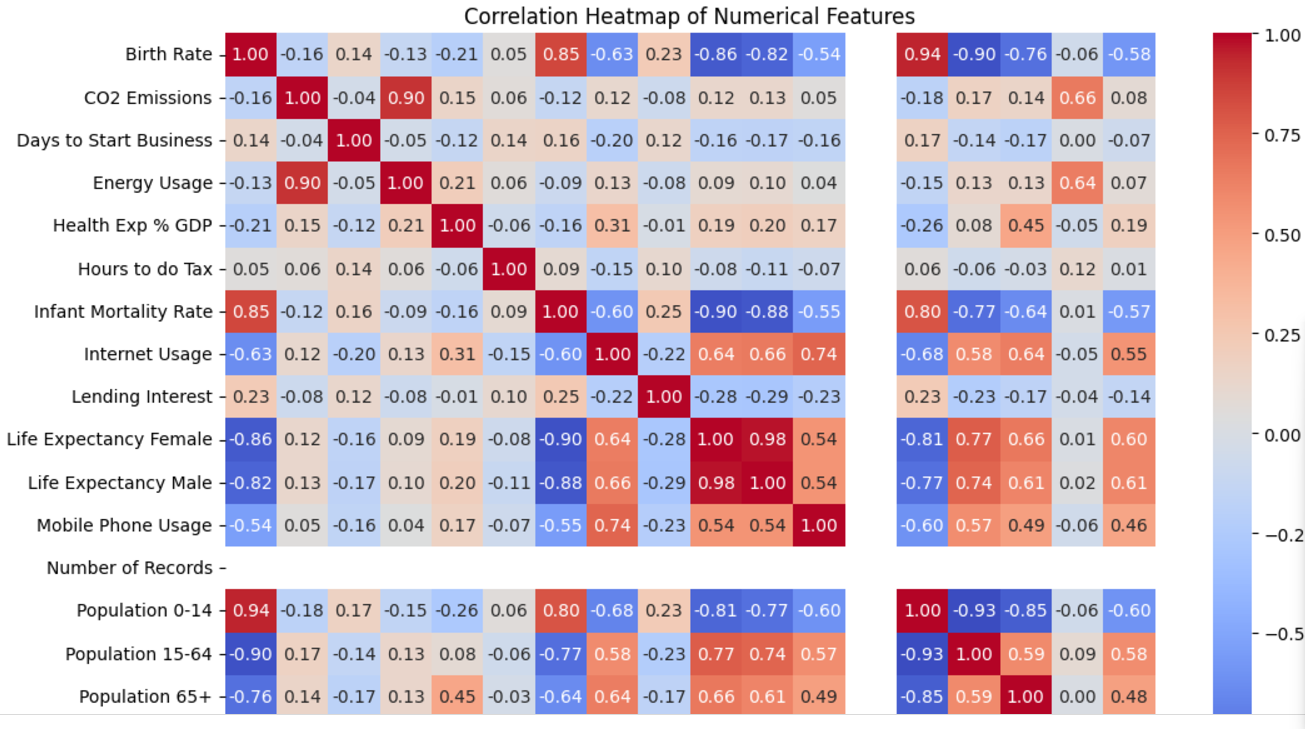 Correlation Heatmap of Numerical Features
Birth Rate 1.00 -0.16 0.14 -0.13 -0.21 0.05 0.85 -0.63 0.23 -0.86 -0.82 -0.54 0.94 -0.90 -0.76 -0.06 -0.58
CO2 Emissions -0.16 1.00 -0.04 0.90 0.15 0.06 -0.12 0.12 -0.08 0.12 0.13 0.05 -0.18 0.17 0.14 0.66 0.08
Days to Start Business 0.14 -0.04 1.00 -0.05 -0.12 0.14 0.16 -0.20 0.12 -0.16 -0.17 -0.16 0.17 -0.14 -0.17 0.00 -0.07
Energy Usage -0.13 0.90 -0.05 1.00 0.21 0.06 -0.09 0.13 -0.08 0.09 0.10 0.04 -0.15 0.13 0.13 0.64 0.07
Health Exp % GDP -0.21 0.15 -0.12 0.21 1.00 -0.06 -0.16 0.31 -0.01 0.19 0.20 0.17 -0.26 0.08 0.45 -0.05 0.19
Hours to do Tax 0.05 0.06 0.14 0.06 -0.06 1.00 0.09 -0.15 0.10 -0.08 -0.11 -0.07 0.06 -0.06 -0.03 0.12 0.01
Infant Mortality Rate 0.85 -0.12 0.16 -0.09 -0.16 0.09 1.00 -0.60 0.25 -0.90 -0.88 -0.55 0.80 -0.77 -0.64 0.01 -0.57
Internet Usage -0.63 0.12 -0.20 0.13 0.31 -0.15 -0.60 1.00 -0.22 0.64 0.66 0.74 -0.68 0.58 0.64 -0.05 0.55
Lending Interest 0.23 -0.08 0.12 -0.08 -0.01 0.10 0.25 -0.22 1.00 -0.28 -0.29 -0.23 0.23 -0.23 -0.17 -0.04 -0.14
Life Expectancy Female -0.86 0.12 -0.16 0.09 0.19 -0.08 -0.90 0.64 -0.28 1.00 0.98 0.54 -0.81 0.77 0.66 0.01 0.60
Life Expectancy Male -0.82 0.13 -0.17 0.10 0.20 -0.11 -0.88 0.66 -0.29 0.98 1.00 0.54 -0.77 0.74 0.61 0.02 0.61
Mobile Phone Usage -0.54 0.05 -0.16 0.04 0.17 -0.07 -0.55 0.74 -0.23 0.54 0.54 1.00 -0.60 0.57 0.49 -0.06 0.46
Number of Records
Population 0-14 0.94 -0.18 0.17 -0.15 -0.26 0.06 0.80 -0.68 0.23 -0.81 -0.77 -0.60 1.00 -0.93 -0.85 -0.06 -0.60
Population 15-64 -0.90 0.17 -0.14 0.13 0.08 -0.06 -0.77 0.58 -0.23 0.77 0.74 0.57 -0.93 1.00 0.59 0.09 0.58
Population 65+ -0.76 0.14 -0.17 0.13 0.45 -0.03 -0.64 0.64 -0.17 0.66 0.61 0.49 -0.85 0.59 1.00 0.00 0.48
1.00
0.75
0.50
0.25
0.00
−0.2
−0.5